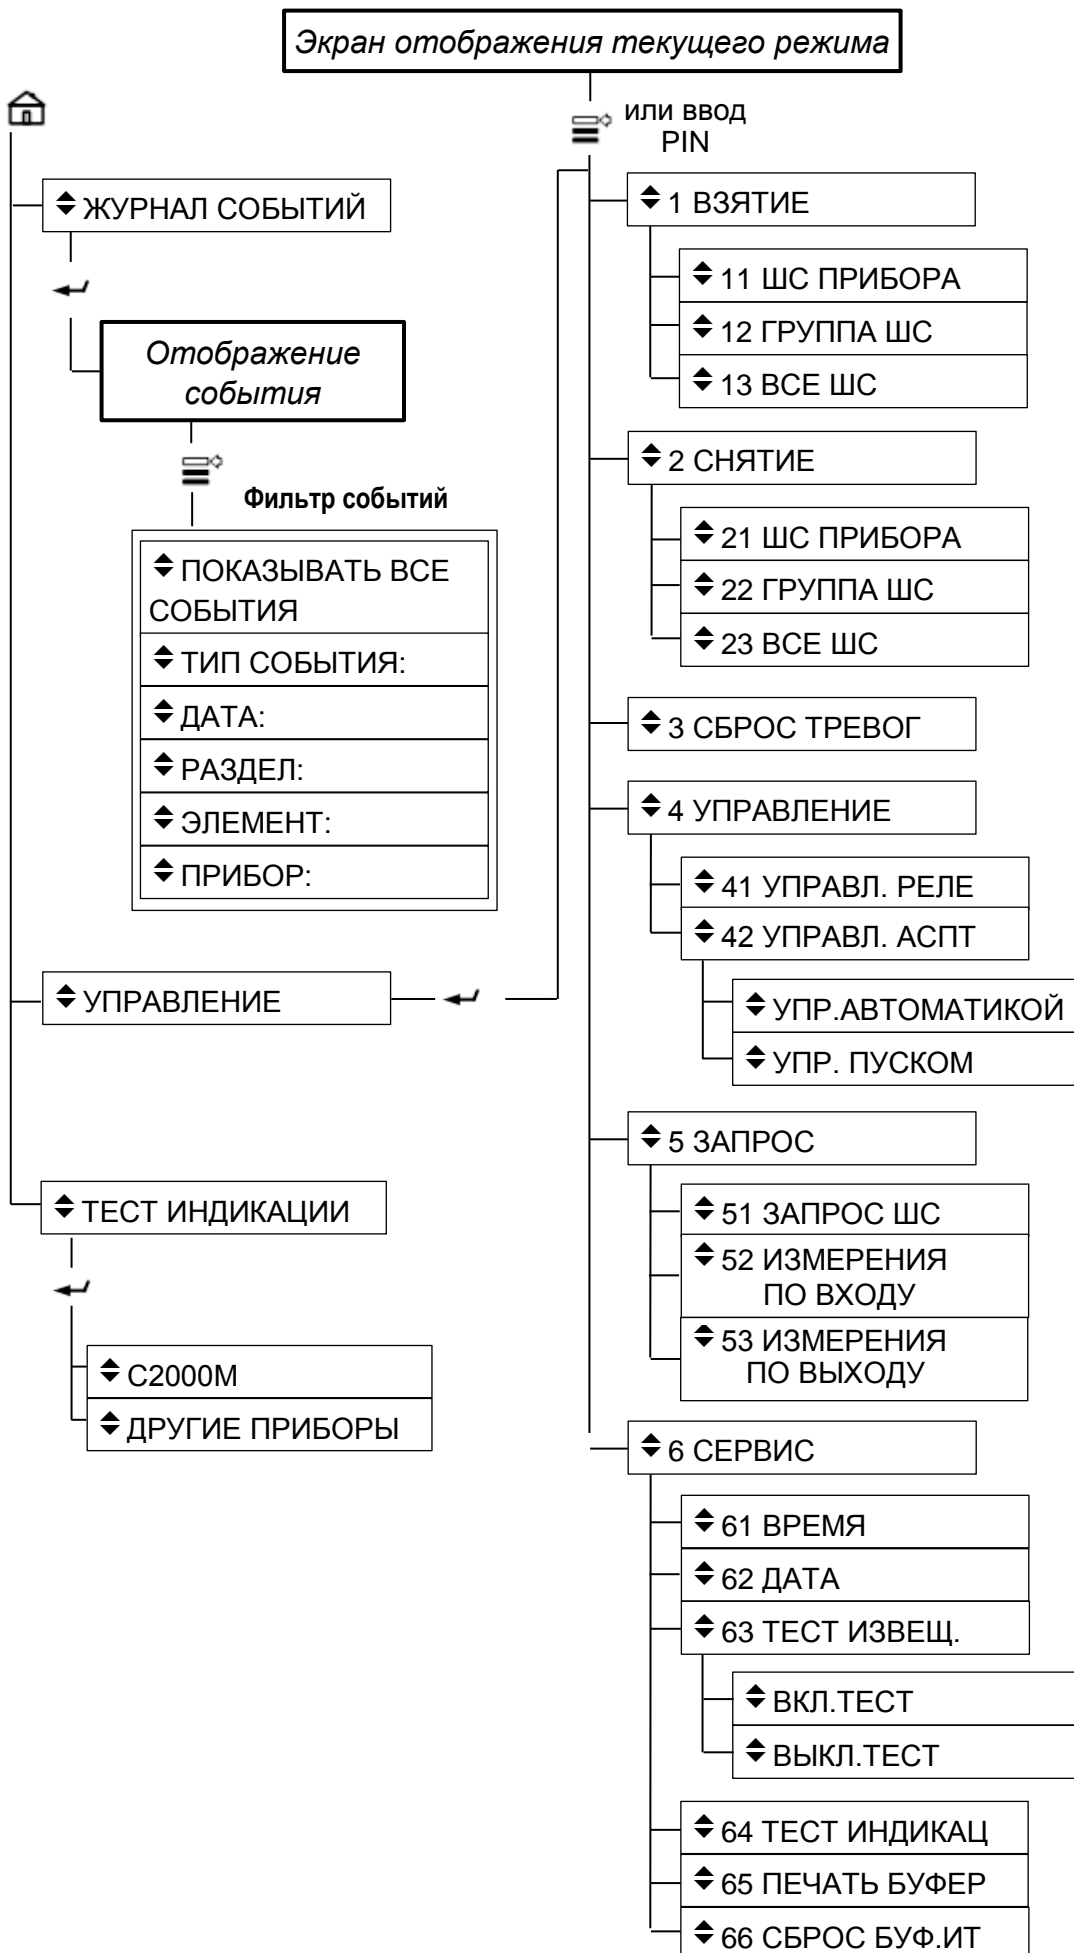 Экран отображения текущего режима
или ввод
PIN
ЖУРНАЛ СОБЫТИЙ
Отображение
события
Фильтр событий
ПОКАЗЫВАТЬ ВСЕ
СОБЫТИЯ
ТИП СОБЫТИЯ:
ДАТА:
РАЗДЕЛ:
ЭЛЕМЕНТ:
ПРИБОР:
УПРАВЛЕНИЕ
ТЕСТ ИНДИКАЦИИ
С2000М
ДРУГИЕ ПРИБОРЫ
1 ВЗЯТИЕ
11 ШС ПРИБОРА
12 ГРУППА ШС
13 ВСЕ ШС
2 СНЯТИЕ
21 ШС ПРИБОРА
22 ГРУППА ШС
23 ВСЕ ШС
3 СБРОС ТРЕВОГ
4 УПРАВЛЕНИЕ
41 УПРАВЛ. РЕЛЕ
42 УПРАВЛ. АСПТ
УПР.АВТОМАТИКОЙ
УПР. ПУСКОМ
5 ЗАПРОС
51 ЗАПРОС ШС
52 ИЗМЕРЕНИЯ
ПО ВХОДУ
53 ИЗМЕРЕНИЯ
ПО ВЫХОДУ
6 СЕРВИС
61 ВРЕМЯ
62 ДАТА
63 ТЕСТ ИЗВЕЩ.
ВКЛ.ТЕСТ
ВЫКЛ.ТЕСТ
64 ТЕСТ ИНДИКАЦ
65 ПЕЧАТЬ БУФЕР
66 СБРОС БУФ.ИТ